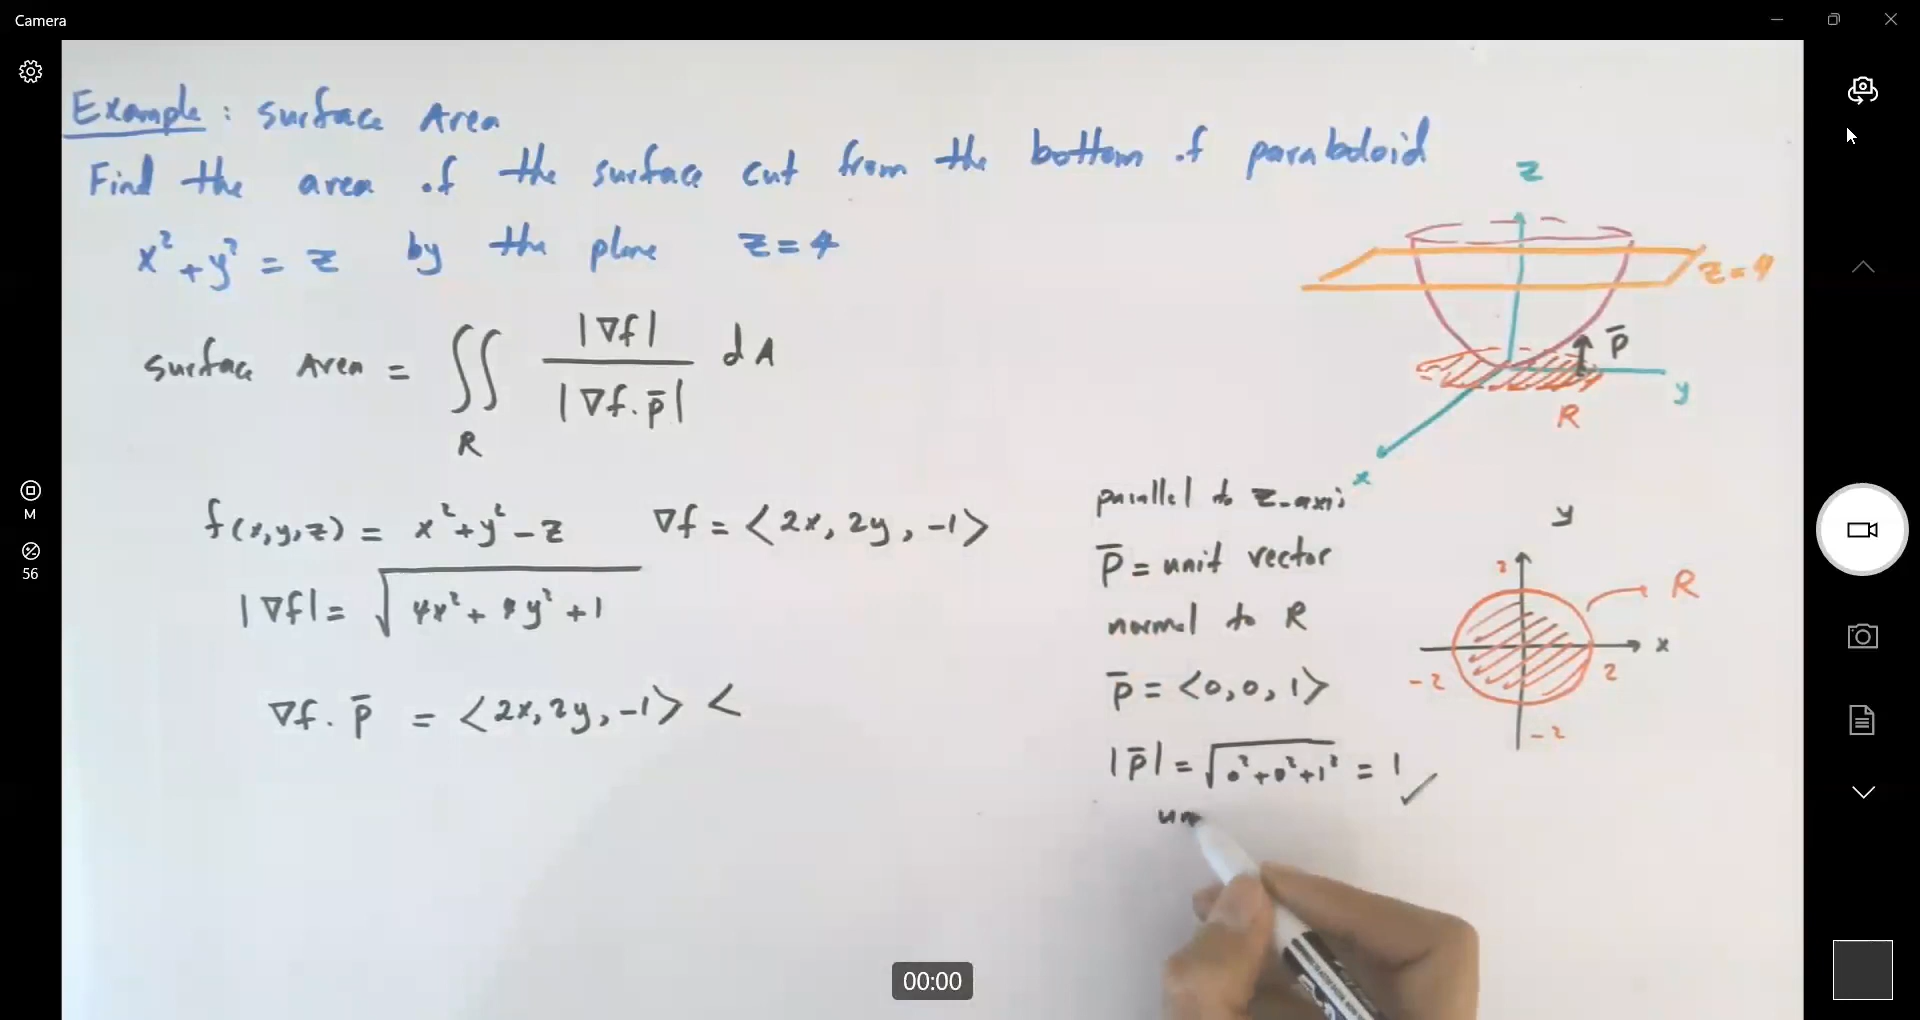 Camera
Example: Surface Area
Find the area of the surface cut from the bottom of paraboloid
x² + y² = z by the plane z = 4
Surface Area = ∬_R |∇f| / |∇f · p̄| dA
f(x,y,z) = x² + y² - z ∇f = <2x, 2y, -1>
|∇f| = √(4x² + 4y² + 1)
∇f · p̄ = <2x, 2y, -1> <
z
z = 4
p̄
y
R
x
parallel to z-axis
p̄ = unit vector
normal to R
p̄ = <0, 0, 1>
|p̄| = √(0² + 0² + 1²) = 1 ✓
un
y
2
R
x
-2 2
-2
M
56
00:00